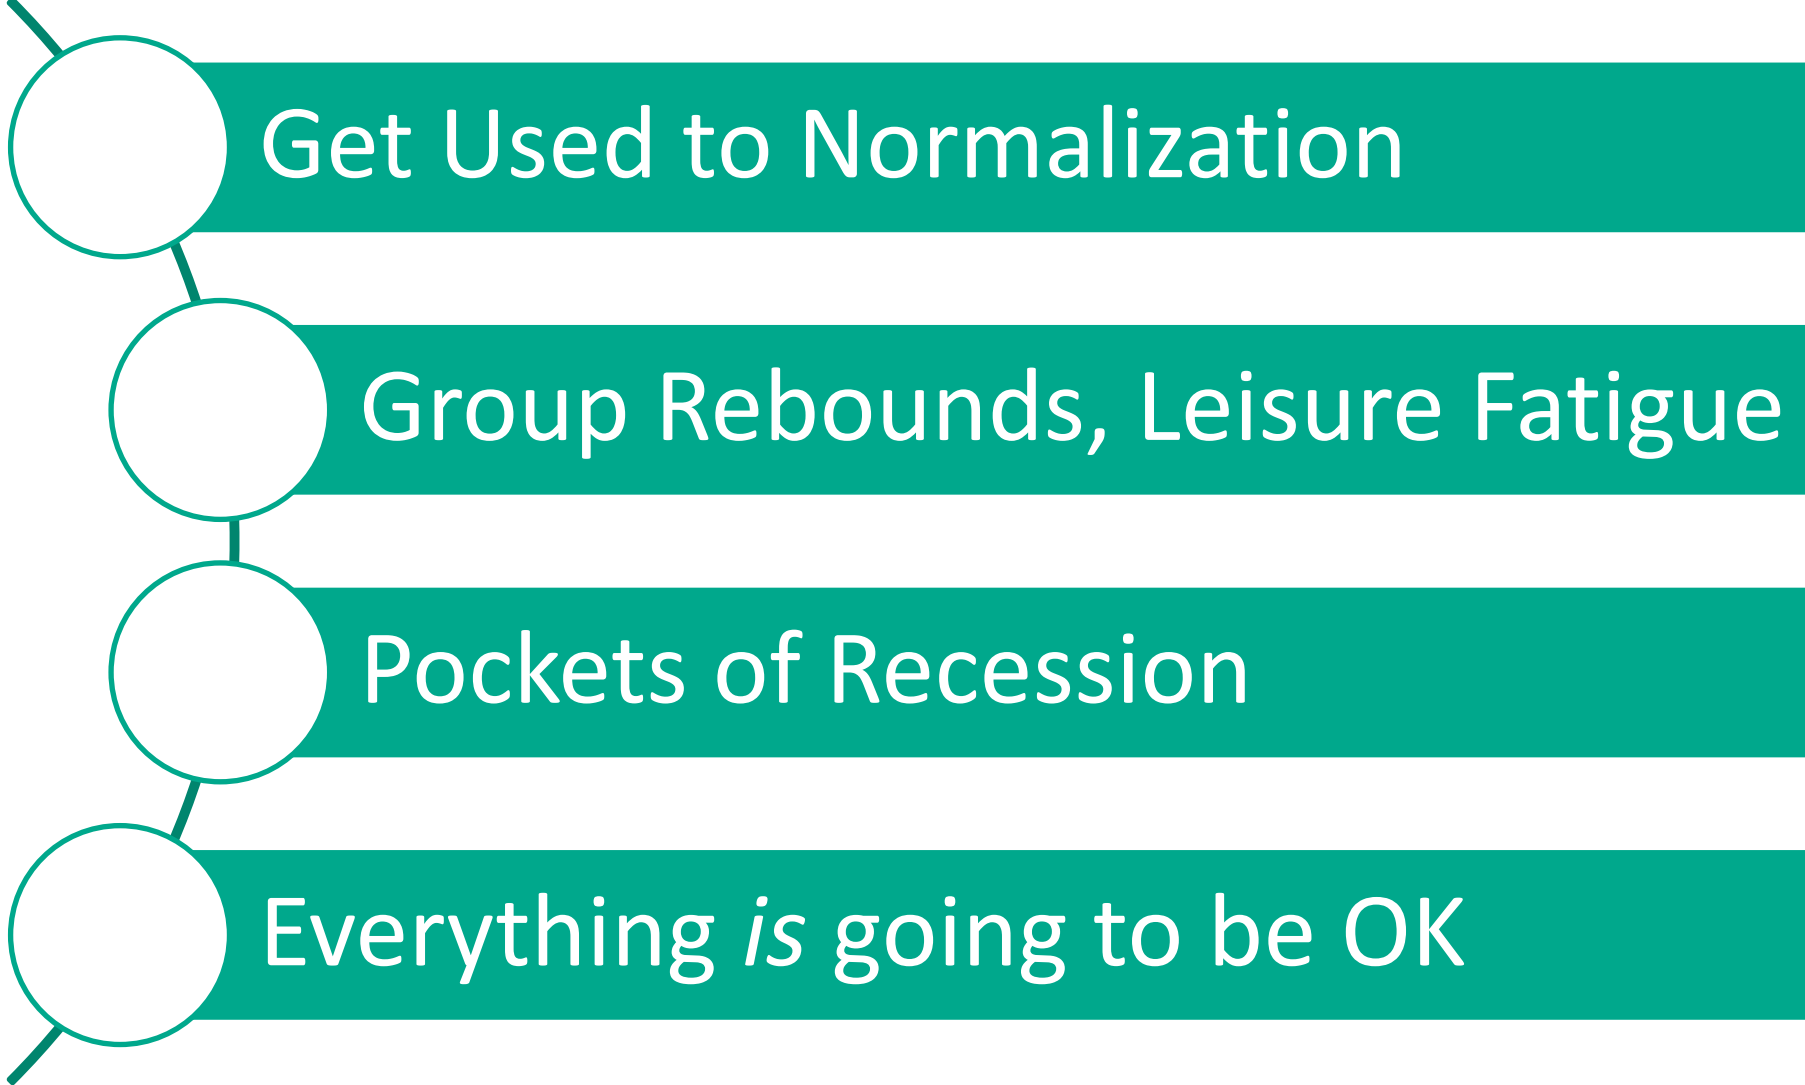 Get Used to Normalization
Group Rebounds, Leisure Fatigue
Pockets of Recession
Everything is going to be OK